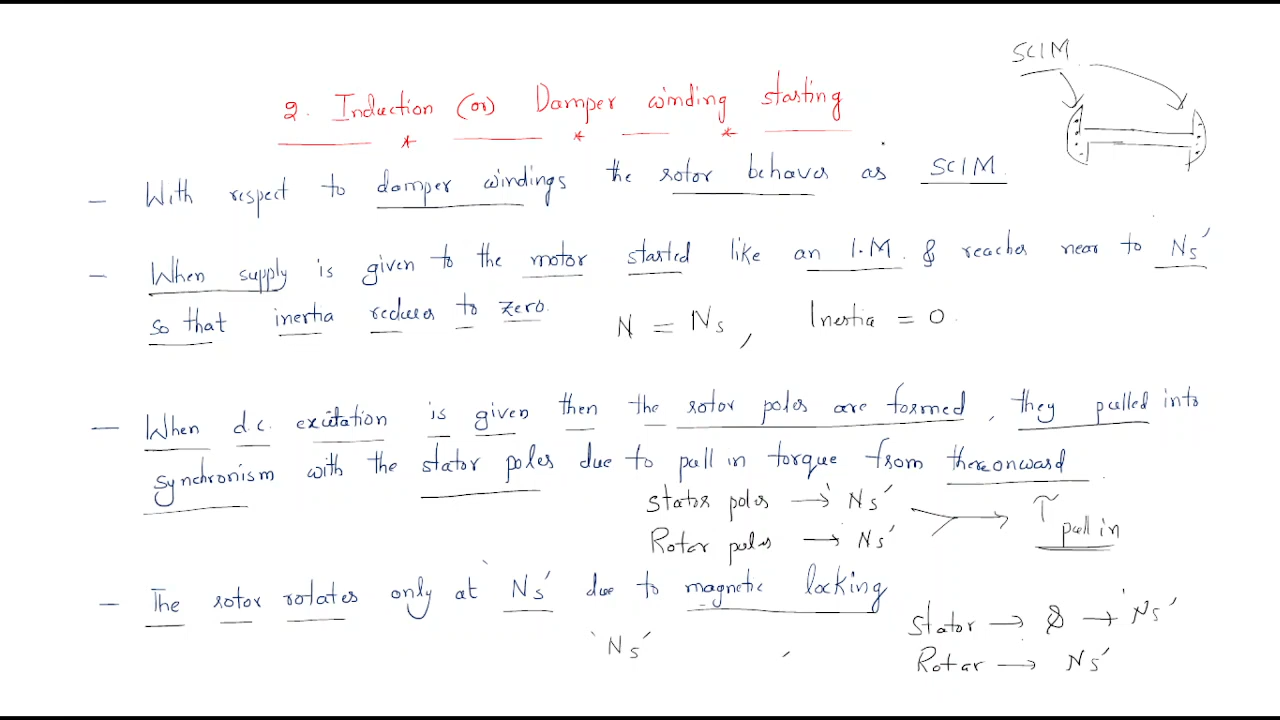 SCIM
2. Induction (or) Damper winding starting
- With respect to damper windings the rotor behaves as SCIM.
- When supply is given to the motor started like an I.M. & reaches near to Ns'
so that inertia reduces to zero.
N = Ns, Inertia = 0.
- When d.c. excitation is given then the rotor poles are formed, they pulled into
synchronism with the stator poles due to pull in torque from thereonward.
Stator poles → 'Ns'
Rotor poles → 'Ns'
T pull in
- The rotor rotates only at 'Ns' due to magnetic locking
Stator → → 'Ns'
Rotor → Ns'
'Ns'